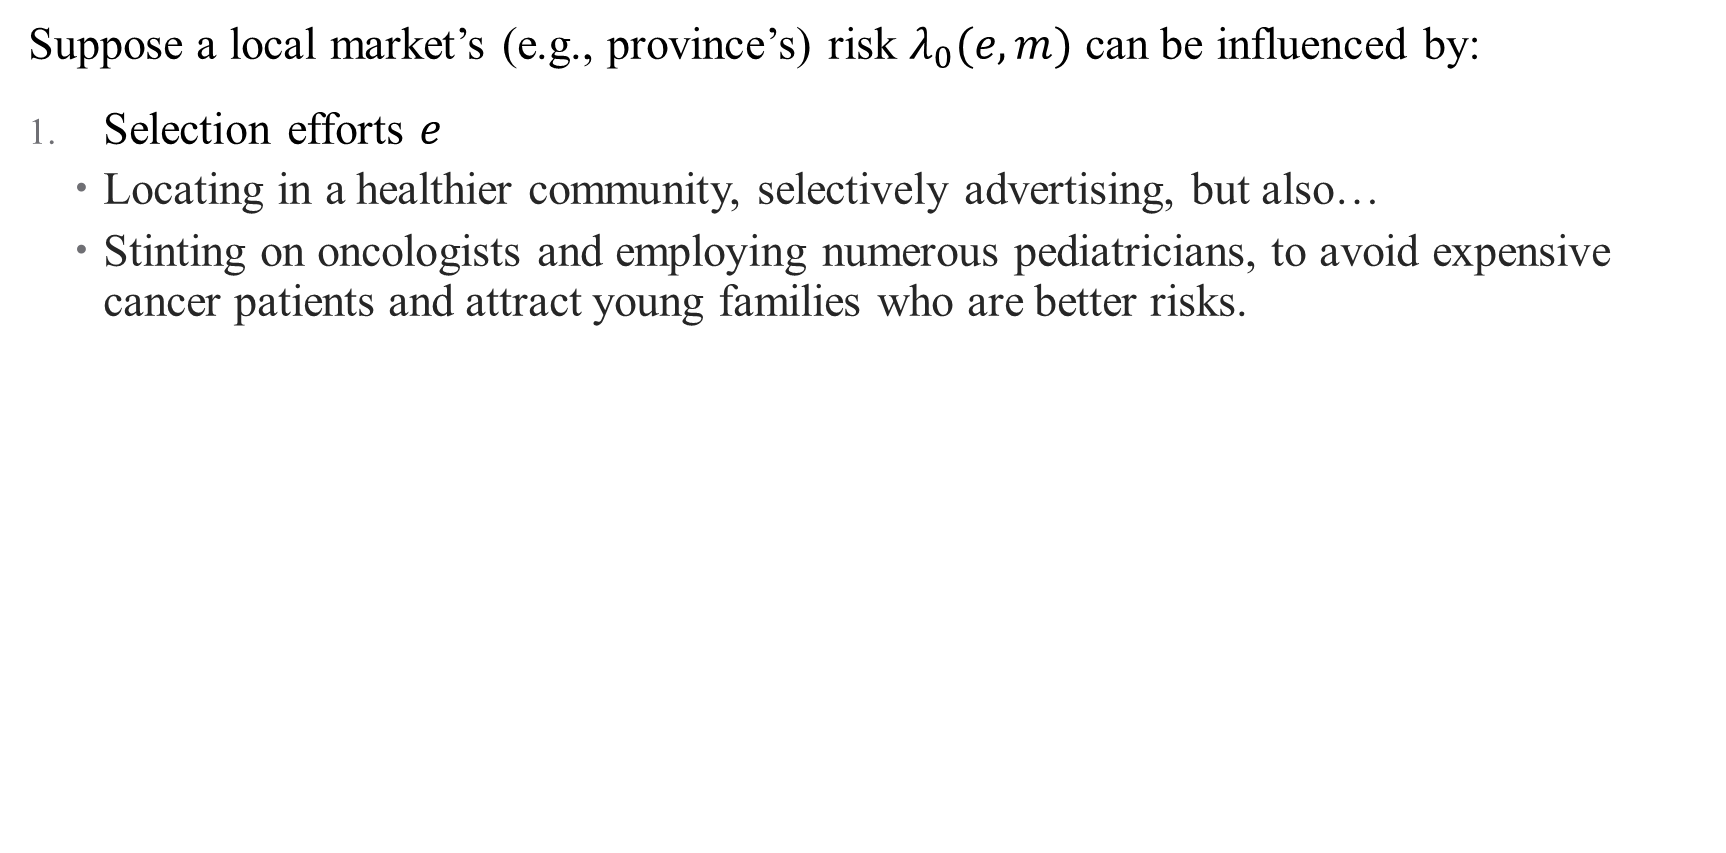 Suppose a local market’s (e.g., province’s) risk λ₀(e, m) can be influenced by:
1. Selection efforts e
• Locating in a healthier community, selectively advertising, but also…
• Stinting on oncologists and employing numerous pediatricians, to avoid expensive
cancer patients and attract young families who are better risks.